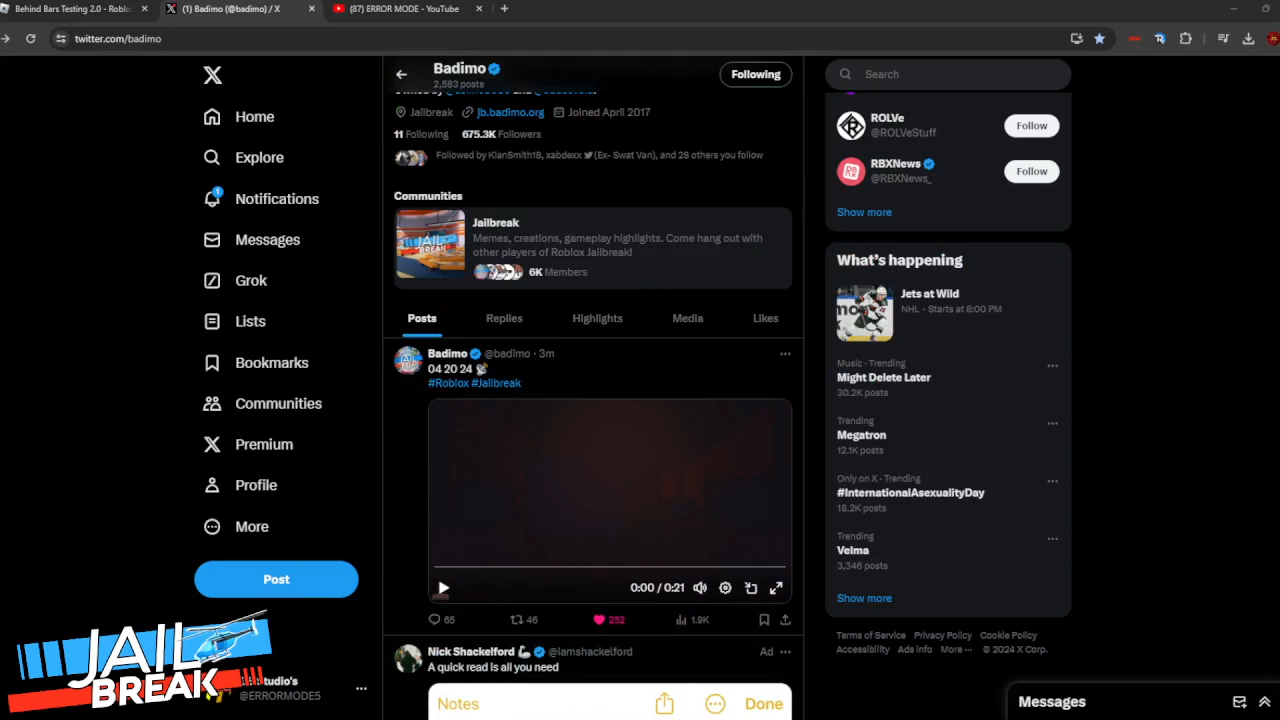 Behind Bars Testing 2.0 - Roblo
(1) Badimo (@badimo) / X
(87) ERROR MODE - YouTube
twitter.com/badimo
Badimo
2,583 posts
Following
Search
Jailbreak
jb.badimo.org
Joined April 2017
11 Following
675.3K Followers
Followed by KlanSmith18, xabdexx (Ex- Swat Van), and 28 others you follow
Communities
Jailbreak
Memes, creations, gameplay highlights. Come hang out with
other players of Roblox Jailbreak!
6K Members
JAIL
BREAK
Posts
Replies
Highlights
Media
Likes
Badimo @badimo · 3m
04 20 24
#Roblox #Jailbreak
0:00 / 0:21
65
46
252
1.9K
Nick Shackelford @iamshackelford
Ad
A quick read is all you need
Notes
Done
Home
Explore
1
Notifications
Messages
Grok
Lists
Bookmarks
Communities
Premium
Profile
More
Post
JAIL
BREAK
tudio's
@ERRORMODE5
ROLVe
@ROLVeStuff
Follow
RBXNews
@RBXNews_
Follow
Show more
What's happening
Jets at Wild
NHL · Starts at 8:00 PM
Music · Trending
Might Delete Later
30.2K posts
Trending
Megatron
12.1K posts
Only on X · Trending
#InternationalAsexualityDay
18.2K posts
Trending
Velma
3,346 posts
Show more
Terms of Service Privacy Policy Cookie Policy
Accessibility Ads info More ··· © 2024 X Corp.
Messages